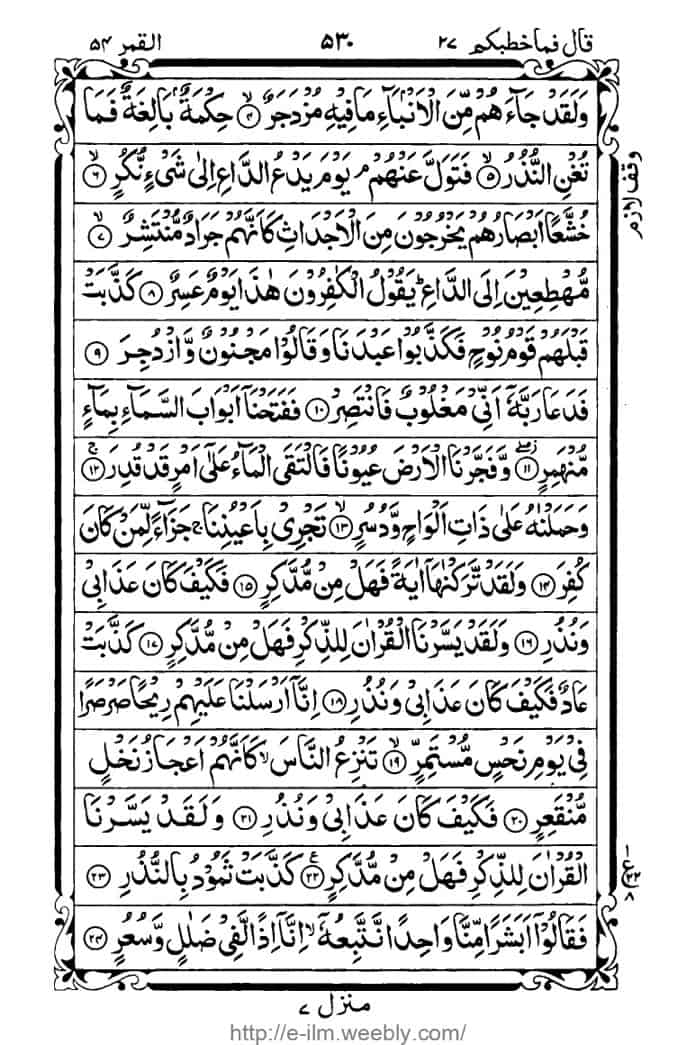 قال فما خطبكم ٢٧ ٥٣٠ القمر ٥٤
وَلَقَدْ جَآءَهُمْ مِّنَ الْاَنْۢبَآءِ مَا فِيْهِ مُزْدَجَرٌ ۙ﴿٤﴾ حِكْمَةٌۢ بَالِغَةٌ فَمَا
تُغْنِ النُّذُرُ ۙ﴿٥﴾ فَتَوَلَّ عَنْهُمْ ۘ يَوْمَ يَدْعُ الدَّاعِ اِلٰى شَىْءٍ نُّكُرٍ ۙ﴿٦﴾
وقف لازم
خُشَّعًا اَبْصَارُهُمْ يَخْرُجُوْنَ مِنَ الْاَجْدَاثِ كَاَنَّهُمْ جَرَادٌ مُّنْتَشِرٌ ۙ﴿٧﴾
مُّهْطِعِيْنَ اِلَى الدَّاعِ ؕ يَقُوْلُ الْكٰفِرُوْنَ هٰذَا يَوْمٌ عَسِرٌ ﴿٨﴾ كَذَّبَتْ
قَبْلَهُمْ قَوْمُ نُوْحٍ فَكَذَّبُوْا عَبْدَنَا وَقَالُوْا مَجْنُوْنٌ وَّازْدُجِرَ ﴿٩﴾
فَدَعَا رَبَّهٗۤ اَنِّىْ مَغْلُوْبٌ فَانْتَصِرْ ﴿١٠﴾ فَفَتَحْنَاۤ اَبْوَابَ السَّمَآءِ بِمَآءٍ
مُّنْهَمِرٍ ۖ﴿١١﴾ وَّفَجَّرْنَا الْاَرْضَ عُيُوْنًا فَالْتَقَى الْمَآءُ عَلٰٓى اَمْرٍ قَدْ قُدِرَ ۚ﴿١٢﴾
وَحَمَلْنٰهُ عَلٰى ذَاتِ اَلْوَاحٍ وَّدُسُرٍ ۙ﴿١٣﴾ تَجْرِىْ بِاَعْيُنِنَا ۚ جَزَآءً لِّمَنْ كَانَ
كُفِرَ ﴿١٤﴾ وَلَقَدْ تَّرَكْنٰهَاۤ اٰيَةً فَهَلْ مِنْ مُّدَّكِرٍ ﴿١٥﴾ فَكَيْفَ كَانَ عَذَابِىْ
وَنُذُرِ ﴿١٦﴾ وَلَقَدْ يَسَّرْنَا الْقُرْاٰنَ لِلذِّكْرِ فَهَلْ مِنْ مُّدَّكِرٍ ﴿١٧﴾ كَذَّبَتْ
عَادٌ فَكَيْفَ كَانَ عَذَابِىْ وَنُذُرِ ﴿١٨﴾ اِنَّاۤ اَرْسَلْنَا عَلَيْهِمْ رِيْحًا صَرْصَرًا
فِىْ يَوْمِ نَحْسٍ مُّسْتَمِرٍّ ۙ﴿١٩﴾ تَنْزِعُ النَّاسَ ۙ كَاَنَّهُمْ اَعْجَازُ نَخْلٍ
مُّنْقَعِرٍ ﴿٢٠﴾ فَكَيْفَ كَانَ عَذَابِىْ وَنُذُرِ ﴿٢١﴾ وَلَقَدْ يَسَّرْنَا
الْقُرْاٰنَ لِلذِّكْرِ فَهَلْ مِنْ مُّدَّكِرٍ ﴿٢٢﴾ كَذَّبَتْ ثَمُوْدُ بِالنُّذُرِ ﴿٢٣﴾
١ ع ٢٢ ٨
فَقَالُوْۤا اَبَشَرًا مِّنَّا وَاحِدًا نَّتَّبِعُهٗۤ ۙ اِنَّاۤ اِذًا لَّفِىْ ضَلٰلٍ وَّسُعُرٍ ﴿٢٤﴾
منزل ٧
http://e-ilm.weebly.com/